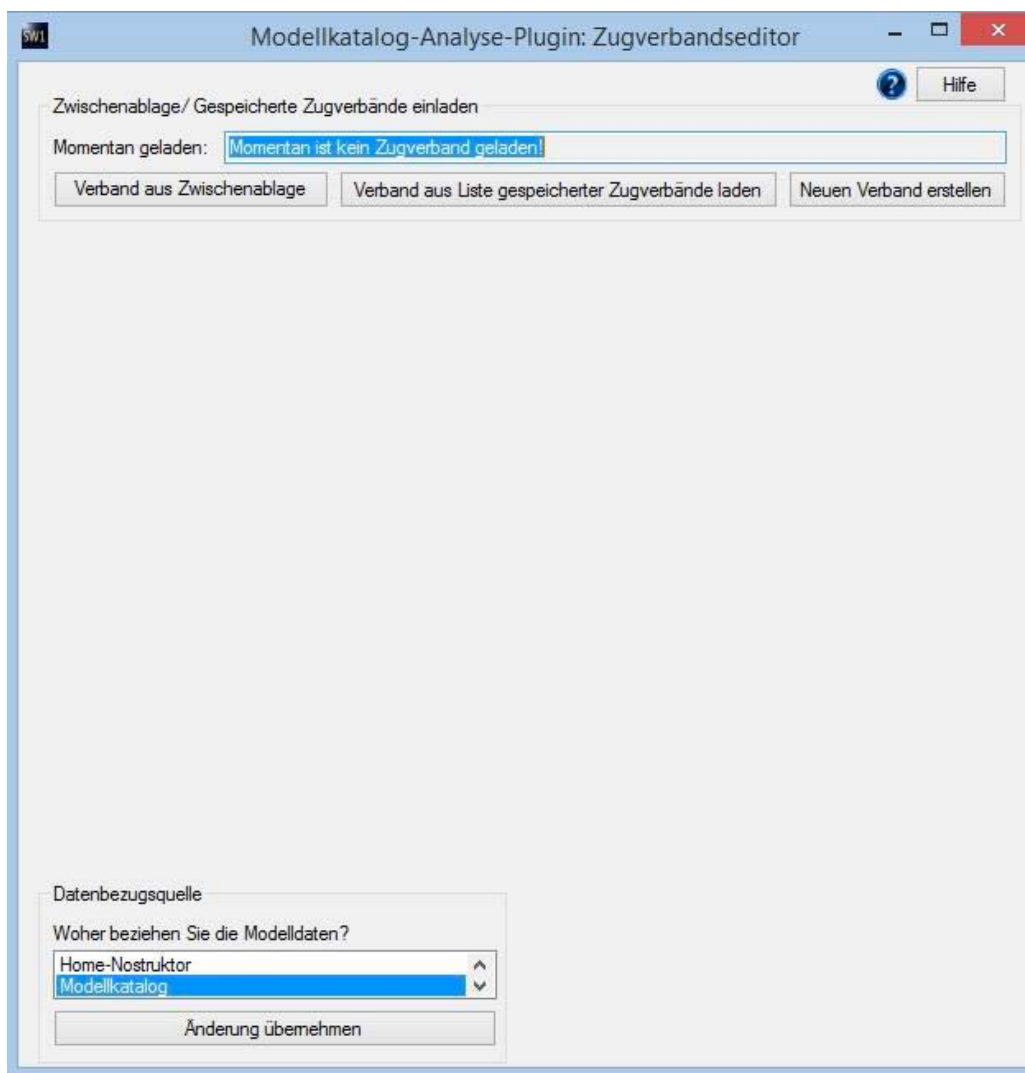 SW1
Modellkatalog-Analyse-Plugin: Zugverbandseditor
Hilfe
Zwischenablage/ Gespeicherte Zugverbände einladen
Momentan geladen: Momentan ist kein Zugverband geladen!
Verband aus Zwischenablage Verband aus Liste gespeicherter Zugverbände laden Neuen Verband erstellen
Datenbezugsquelle
Woher beziehen Sie die Modelldaten?
Home-Nostruktor
Modellkatalog
Änderung übernehmen